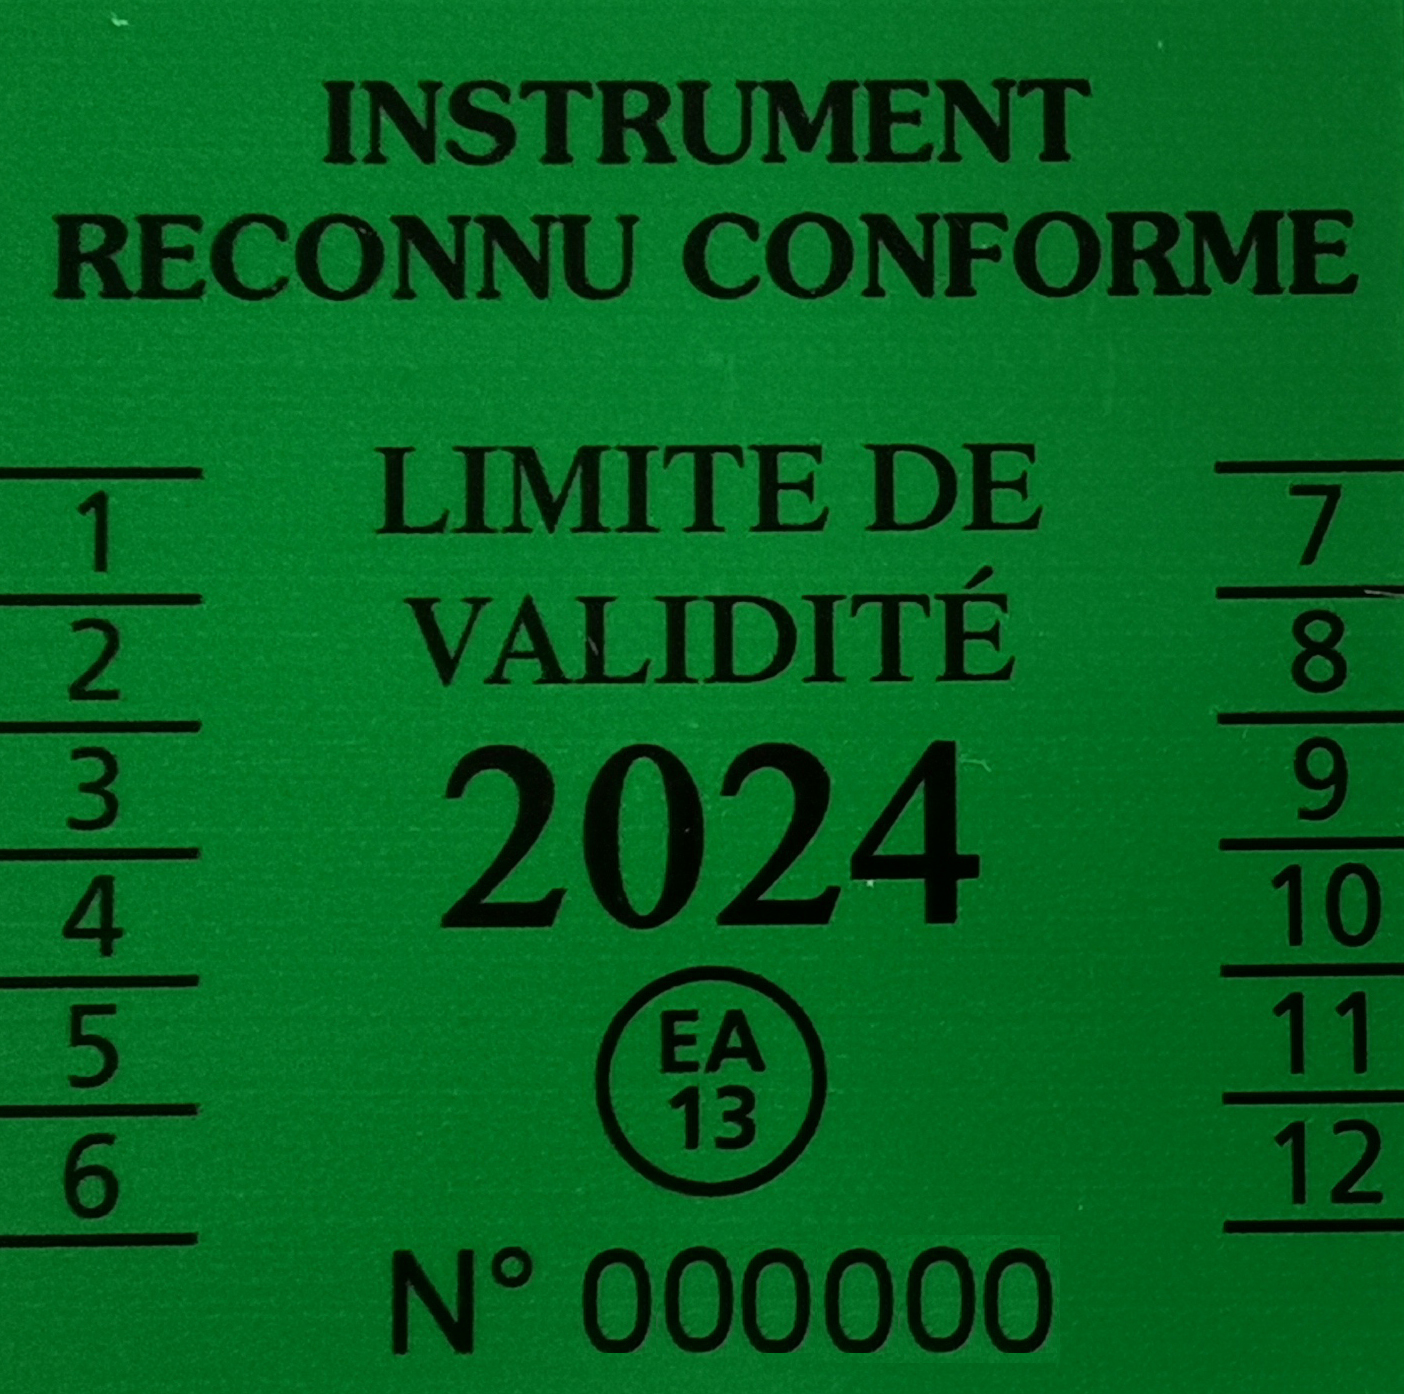 INSTRUMENT
RECONNU CONFORME
LIMITE DE
VALIDITÉ
2024
EA
13
N° 000000
1
2
3
4
5
6
7
8
9
10
11
12